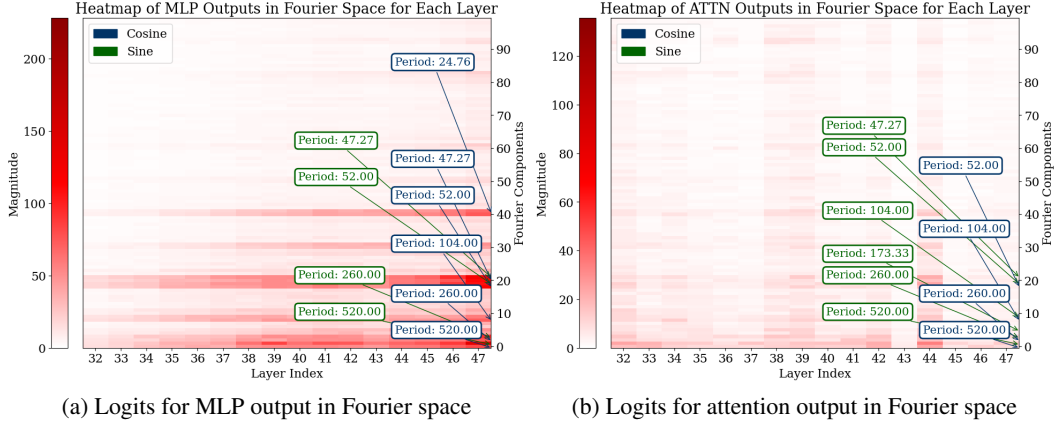 Heatmap of MLP Outputs in Fourier Space for Each Layer
Cosine
Sine
Magnitude
200
150
100
50
0
Period: 24.76
Period: 47.27
Period: 47.27
Period: 52.00
Period: 52.00
Period: 104.00
Period: 260.00
Period: 260.00
Period: 520.00
Period: 520.00
90
80
70
60
50
40
30
20
10
0
Fourier Components
32 33 34 35 36 37 38 39 40 41 42 43 44 45 46 47
Layer Index
(a) Logits for MLP output in Fourier space
Heatmap of ATTN Outputs in Fourier Space for Each Layer
Cosine
Sine
Magnitude
120
100
80
60
40
20
0
Period: 47.27
Period: 52.00
Period: 52.00
Period: 104.00
Period: 104.00
Period: 173.33
Period: 260.00
Period: 260.00
Period: 520.00
Period: 520.00
90
80
70
60
50
40
30
20
10
0
Fourier Components
32 33 34 35 36 37 38 39 40 41 42 43 44 45 46 47
Layer Index
(b) Logits for attention output in Fourier space